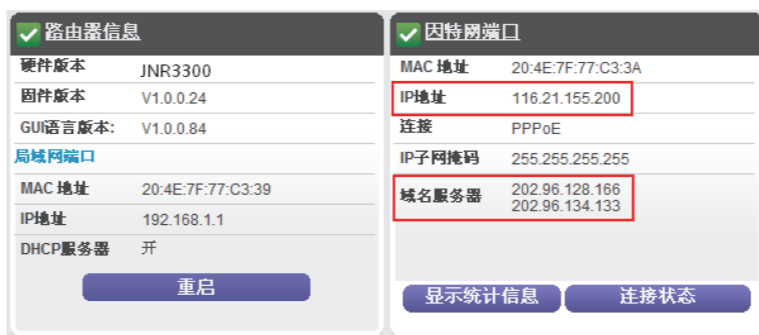 路由器信息
硬件版本 JNR3300
固件版本 V1.0.0.24
GUI语言版本: V1.0.0.84
局域网端口
MAC 地址 20:4E:7F:77:C3:39
IP地址 192.168.1.1
DHCP服务器 开
重启
因特网端口
MAC 地址 20:4E:7F:77:C3:3A
IP地址 116.21.155.200
连接 PPPoE
IP子网掩码 255.255.255.255
域名服务器 202.96.128.166
202.96.134.133
显示统计信息 连接状态